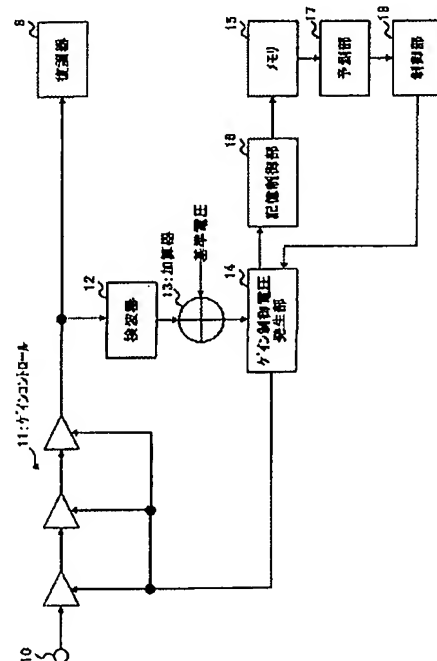 8
復調器
15
メモリ
17
予測部
18
制御部
16
記憶制御部
12
検波器
13:加算器
基準電圧
14
ゲイン制御電圧
発生部
11:ゲインコントロール
10